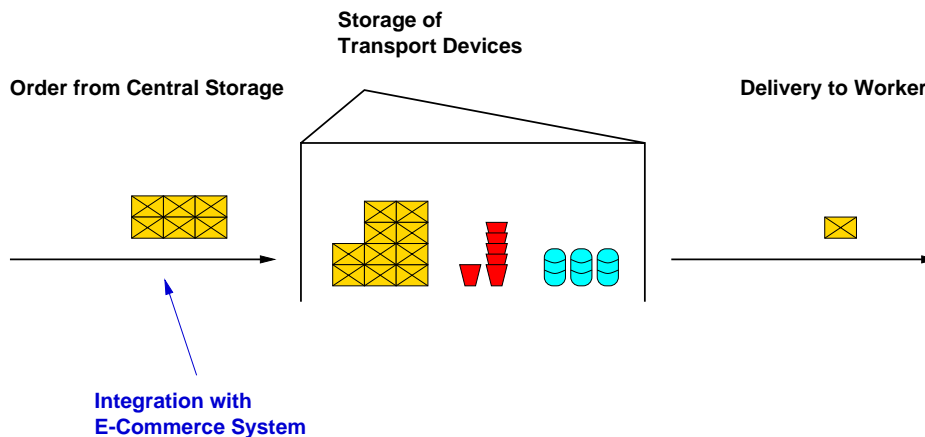 Storage of
Transport Devices
Order from Central Storage
Delivery to Worker
Integration with
E-Commerce System